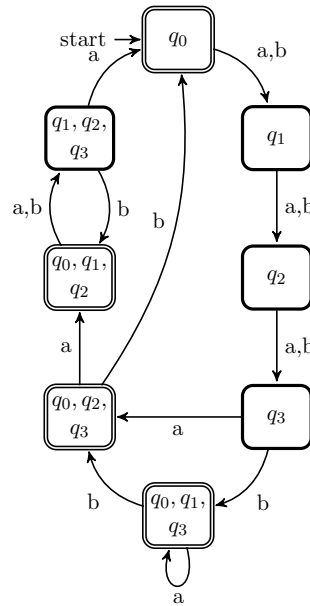 start
q0
a
a,b
q1, q2,
q3
q1
a,b
b
a,b
b
q0, q1,
q2
q2
a
a,b
q0, q2,
q3
a
q3
b
q0, q1,
q3
b
a